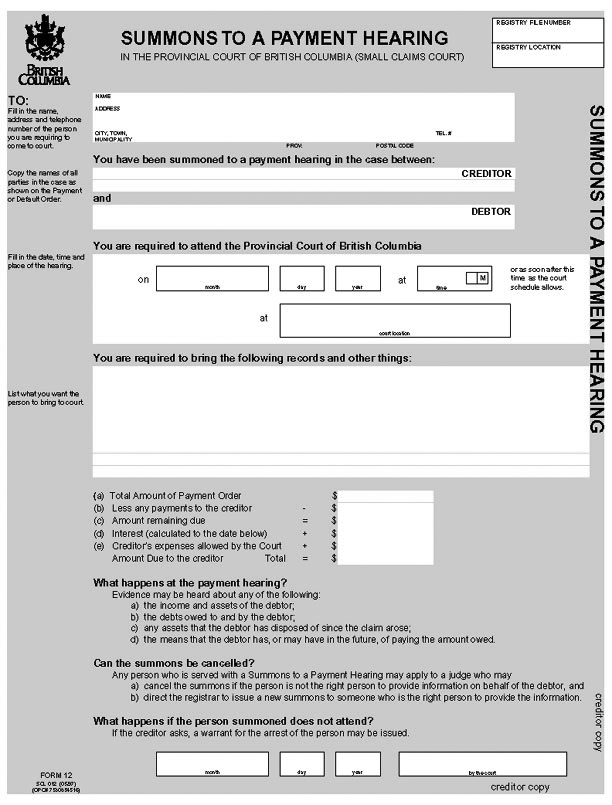 BRITISH
COLUMBIA
SUMMONS TO A PAYMENT HEARING
IN THE PROVINCIAL COURT OF BRITISH COLUMBIA (SMALL CLAIMS COURT)
REGISTRY FILE NUMBER
REGISTRY LOCATION
TO:
Fill in the name,
address and telephone
number of the person
you are requiring to
come to court.
NAME
ADDRESS
CITY, TOWN,
MUNICIPALITY
PROV.
POSTAL CODE
TEL. #
You have been summoned to a payment hearing in the case between:
Copy the names of all
parties in the case as
shown on the Payment
or Default Order.
CREDITOR
and
DEBTOR
You are required to attend the Provincial Court of British Columbia
Fill in the date, time and
place of the hearing.
on
month
day
year
at
time
M
or as soon after this
time as the court
schedule allows.
at
court location
You are required to bring the following records and other things:
List what you want the
person to bring to court.
(a) Total Amount of Payment Order $
(b) Less any payments to the creditor - $
(c) Amount remaining due = $
(d) Interest (calculated to the date below) + $
(e) Creditor's expenses allowed by the Court + $
Amount Due to the creditor Total = $
What happens at the payment hearing?
Evidence may be heard about any of the following:
a) the income and assets of the debtor;
b) the debts owed to and by the debtor;
c) any assets that the debtor has disposed of since the claim arose;
d) the means that the debtor has, or may have in the future, of paying the amount owed.
Can the summons be cancelled?
Any person who is served with a Summons to a Payment Hearing may apply to a judge who may
a) cancel the summons if the person is not the right person to provide information on behalf of the debtor, and
b) direct the registrar to issue a new summons to someone who is the right person to provide the information.
What happens if the person summoned does not attend?
If the creditor asks, a warrant for the arrest of the person may be issued.
month
day
year
by the court
FORM 12
creditor copy
SUMMONS TO A PAYMENT HEARING
creditor copy